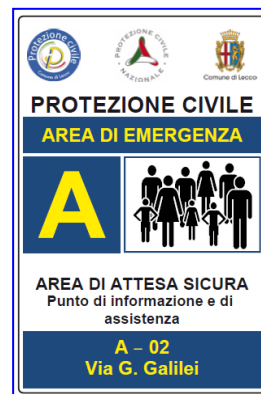 Protezione civile
Comune di Lecco
PROTEZIONE CIVILE
NAZIONALE
Comune di Lecco
PROTEZIONE CIVILE
AREA DI EMERGENZA
A
AREA DI ATTESA SICURA
Punto di informazione e di
assistenza
A – 02
Via G. Galilei